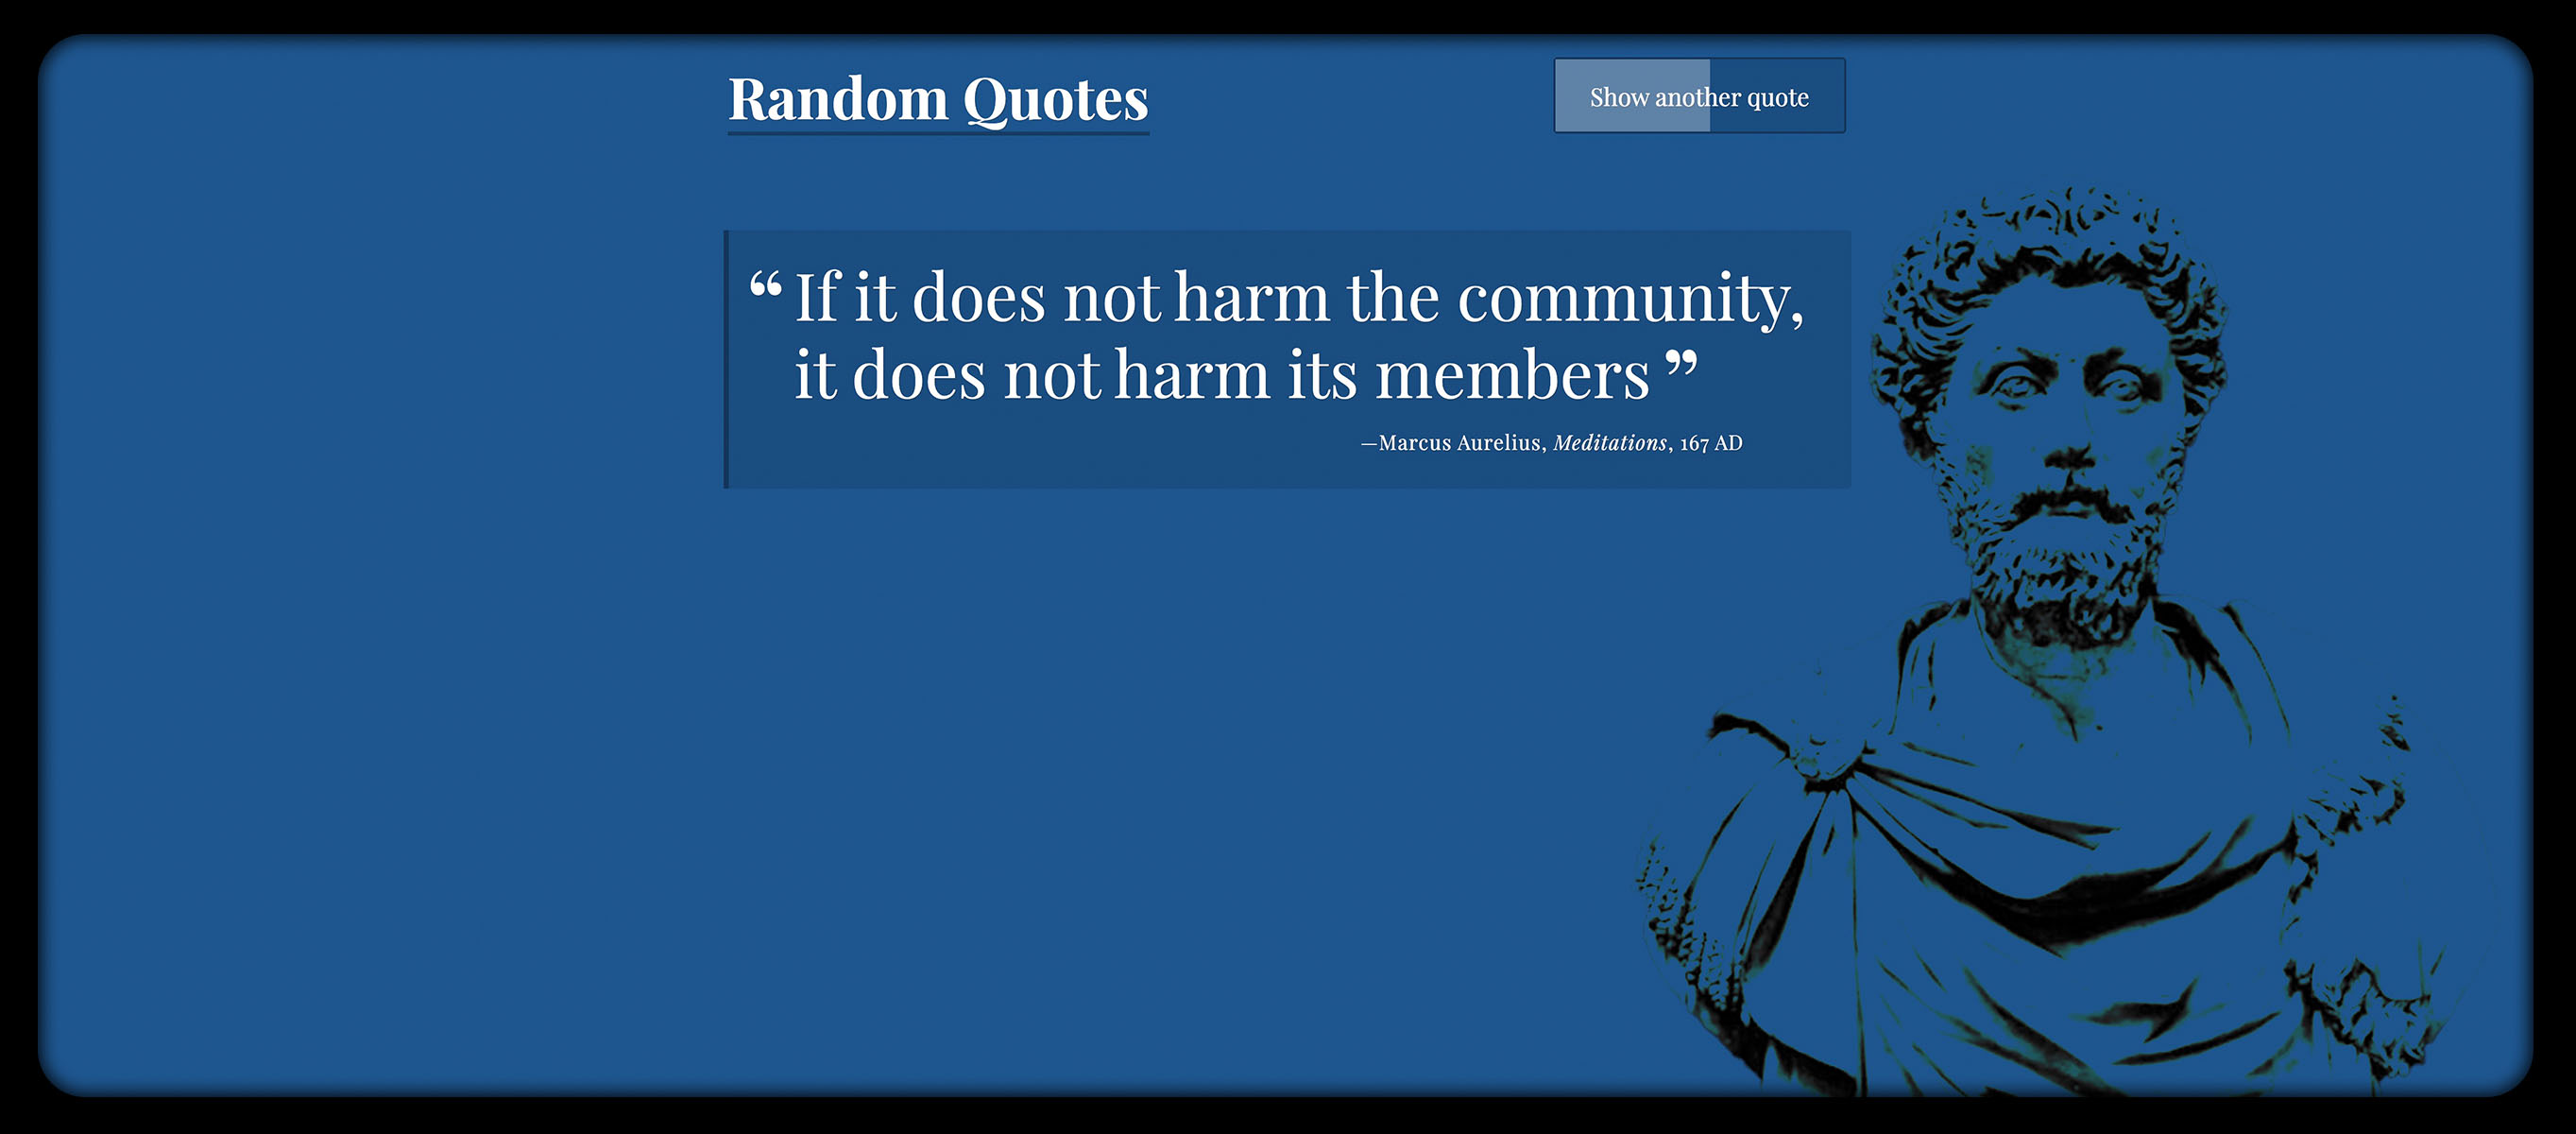 Random Quotes
Show another quote
“ If it does not harm the community,
it does not harm its members ”
—Marcus Aurelius, Meditations, 167 AD